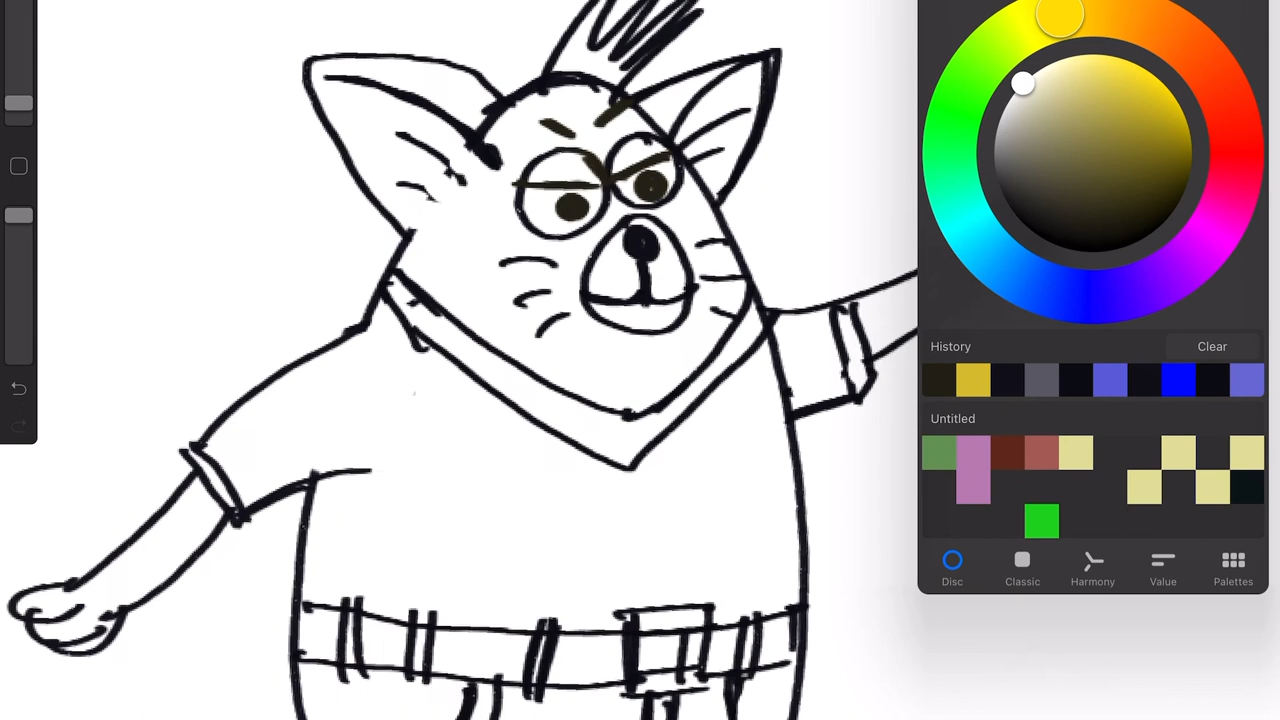 History
Clear
Untitled
Disc
Classic
Harmony
Value
Palettes